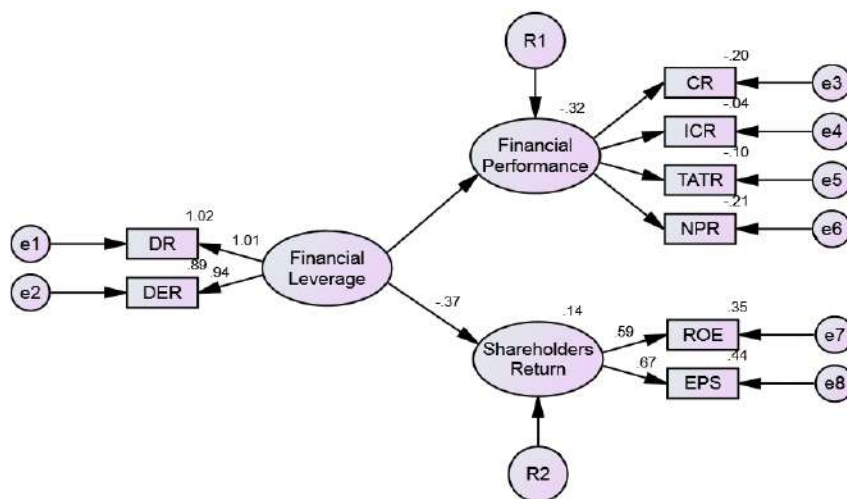 R1
-.20
CR
e3
-.32
-.04
Financial
Performance
ICR
e4
-.10
TATR
e5
-.21
NPR
e6
1.02
e1
DR
1.01
Financial
Leverage
.89
.94
e2
DER
-.37
.14
Shareholders
Return
.35
.59
ROE
e7
.44
.67
EPS
e8
R2